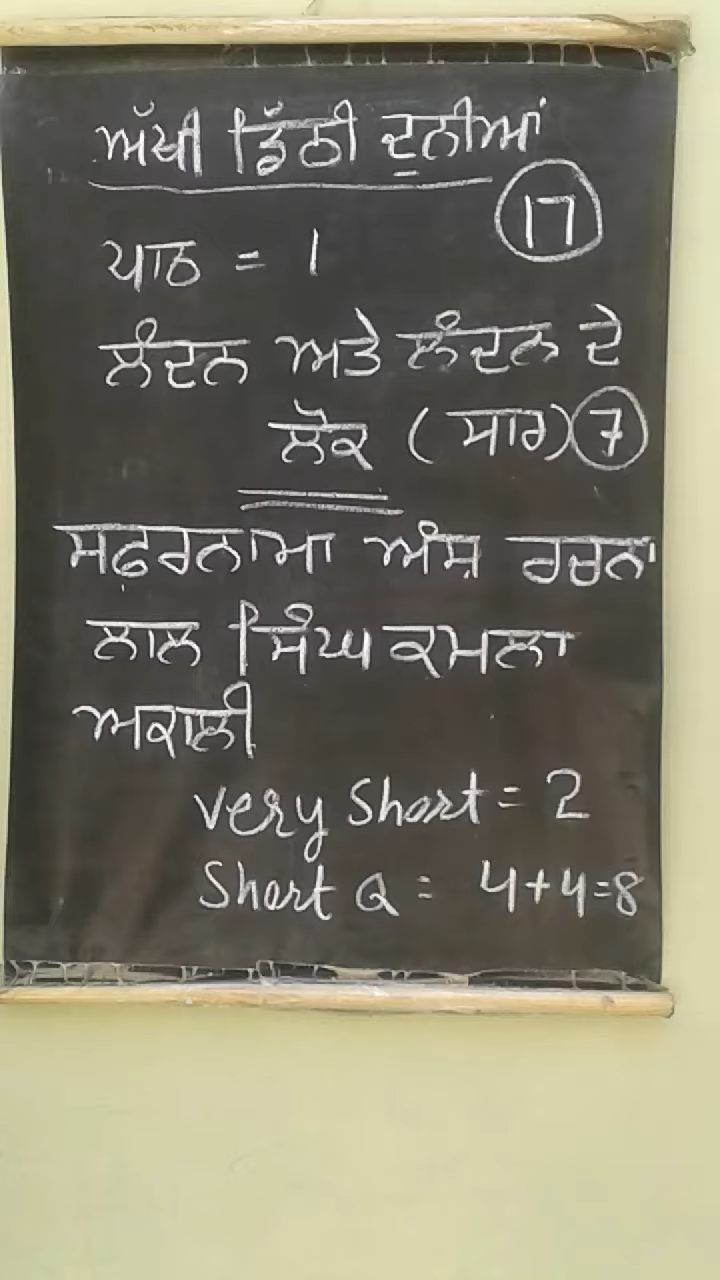 ਅੱਖੀਂ ਡਿੱਠੀ ਦੁਨੀਆਂ
17
ਪਾਠ = 1
ਲੰਦਨ ਅਤੇ ਲੰਦਨ ਦੇ
ਲੋਕ (ਸਾਰ) 7
ਸਫ਼ਰਨਾਮਾ ਅੰਸ਼ ਰਚਨਾ
ਲਾਲ ਸਿੰਘ ਕਮਲਾ
ਅਕਾਲੀ
very Short = 2
Short Q = 4+4=8